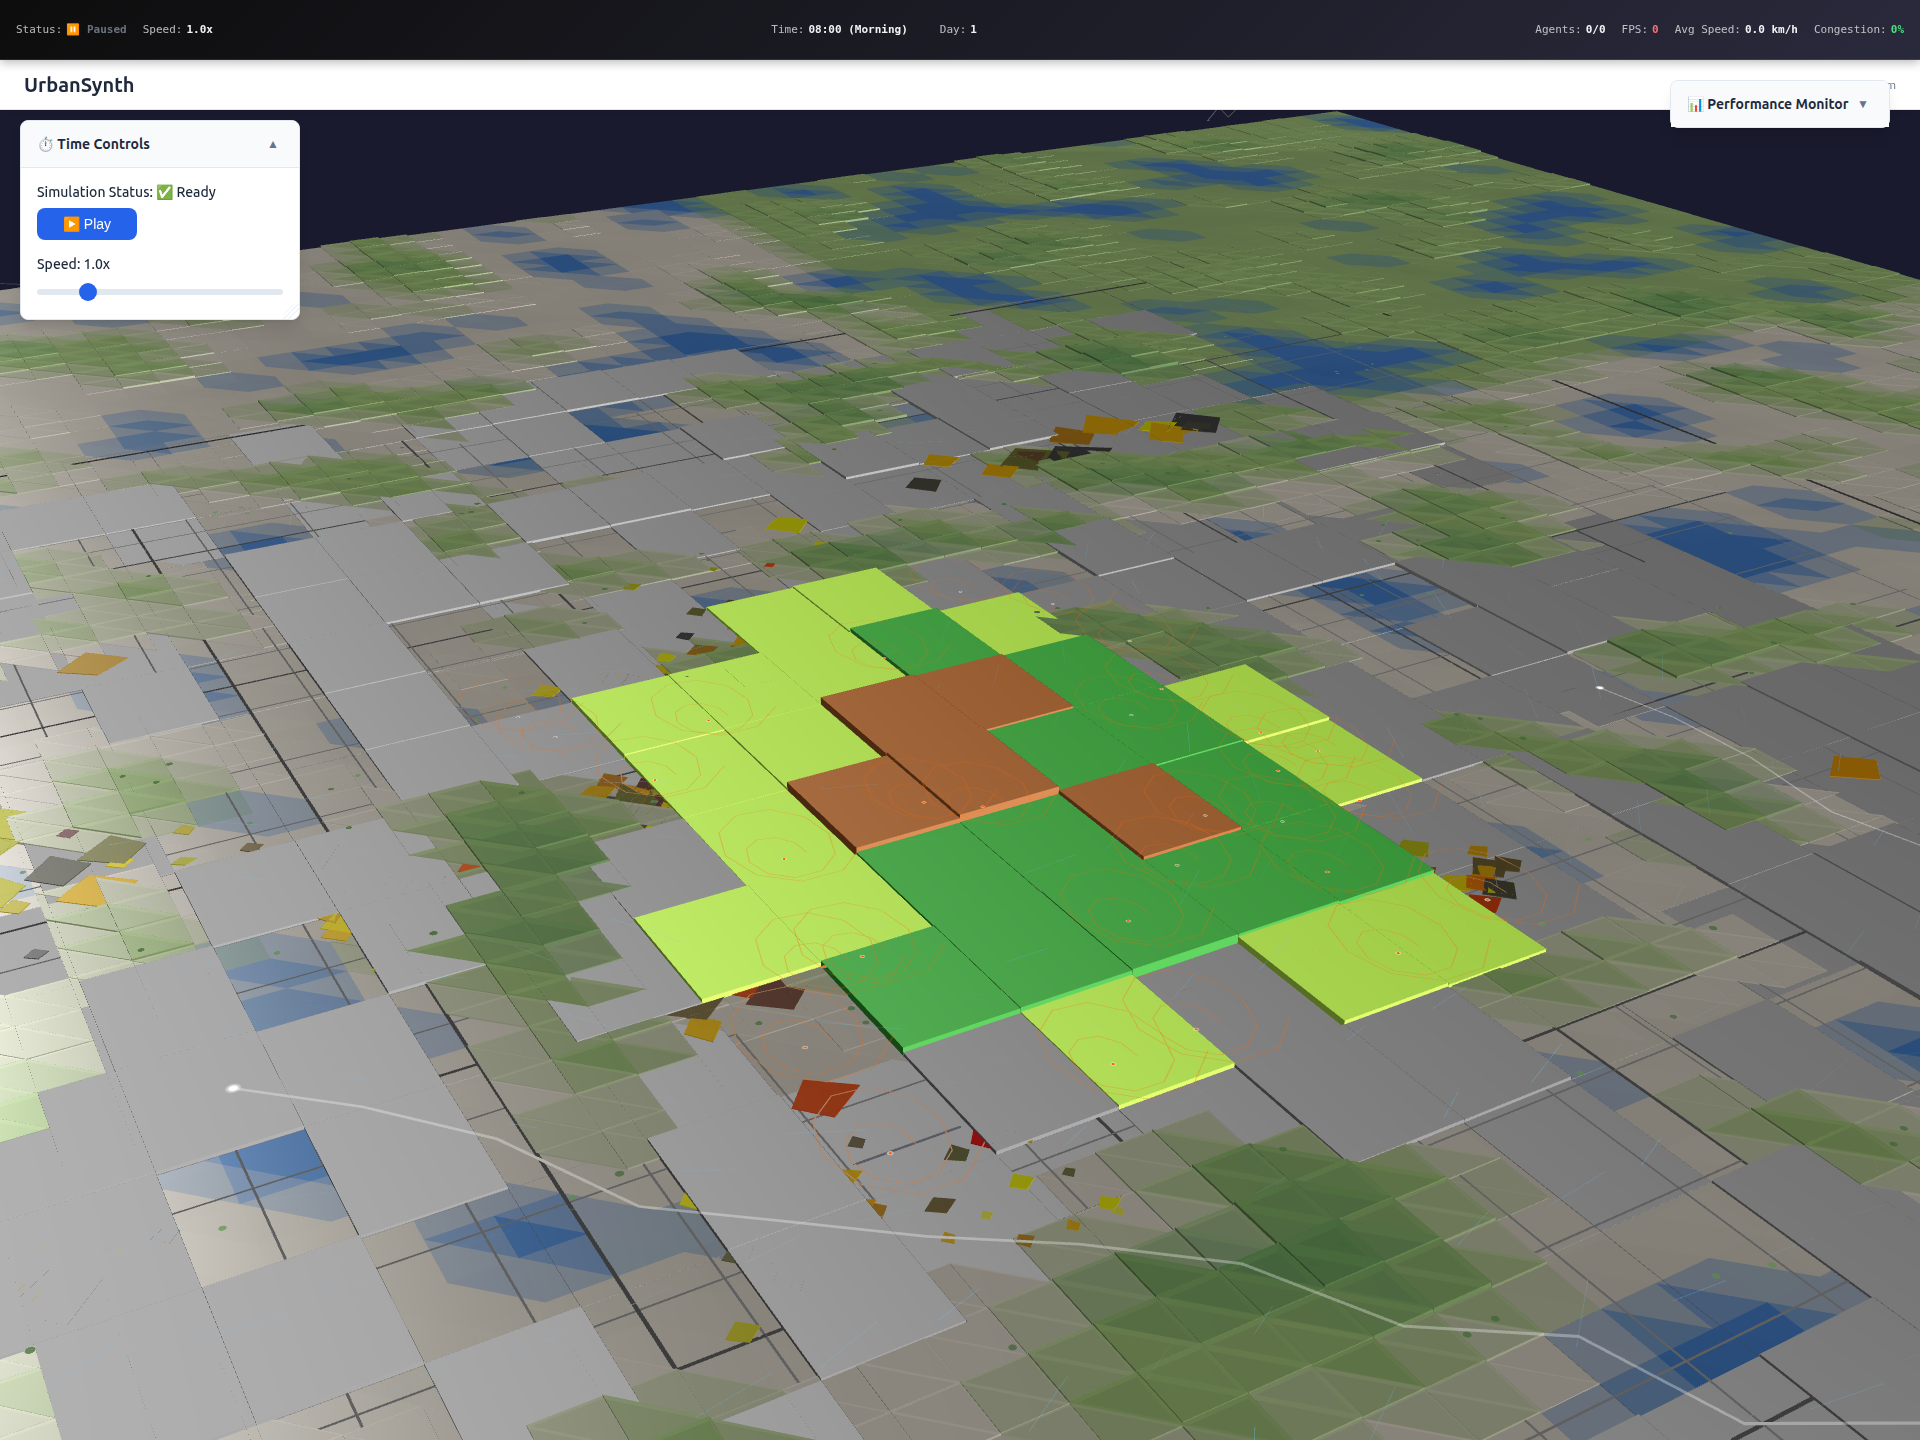 Status: ⏸️ Paused Speed: 1.0x Time: 08:00 (Morning) Day: 1 Agents: 0/0 FPS: 0 Avg Speed: 0.0 km/h Congestion: 0%
UrbanSynth
📊 Performance Monitor ▼
⏱️ Time Controls ▲
Simulation Status: ✅ Ready
▶️ Play
Speed: 1.0x